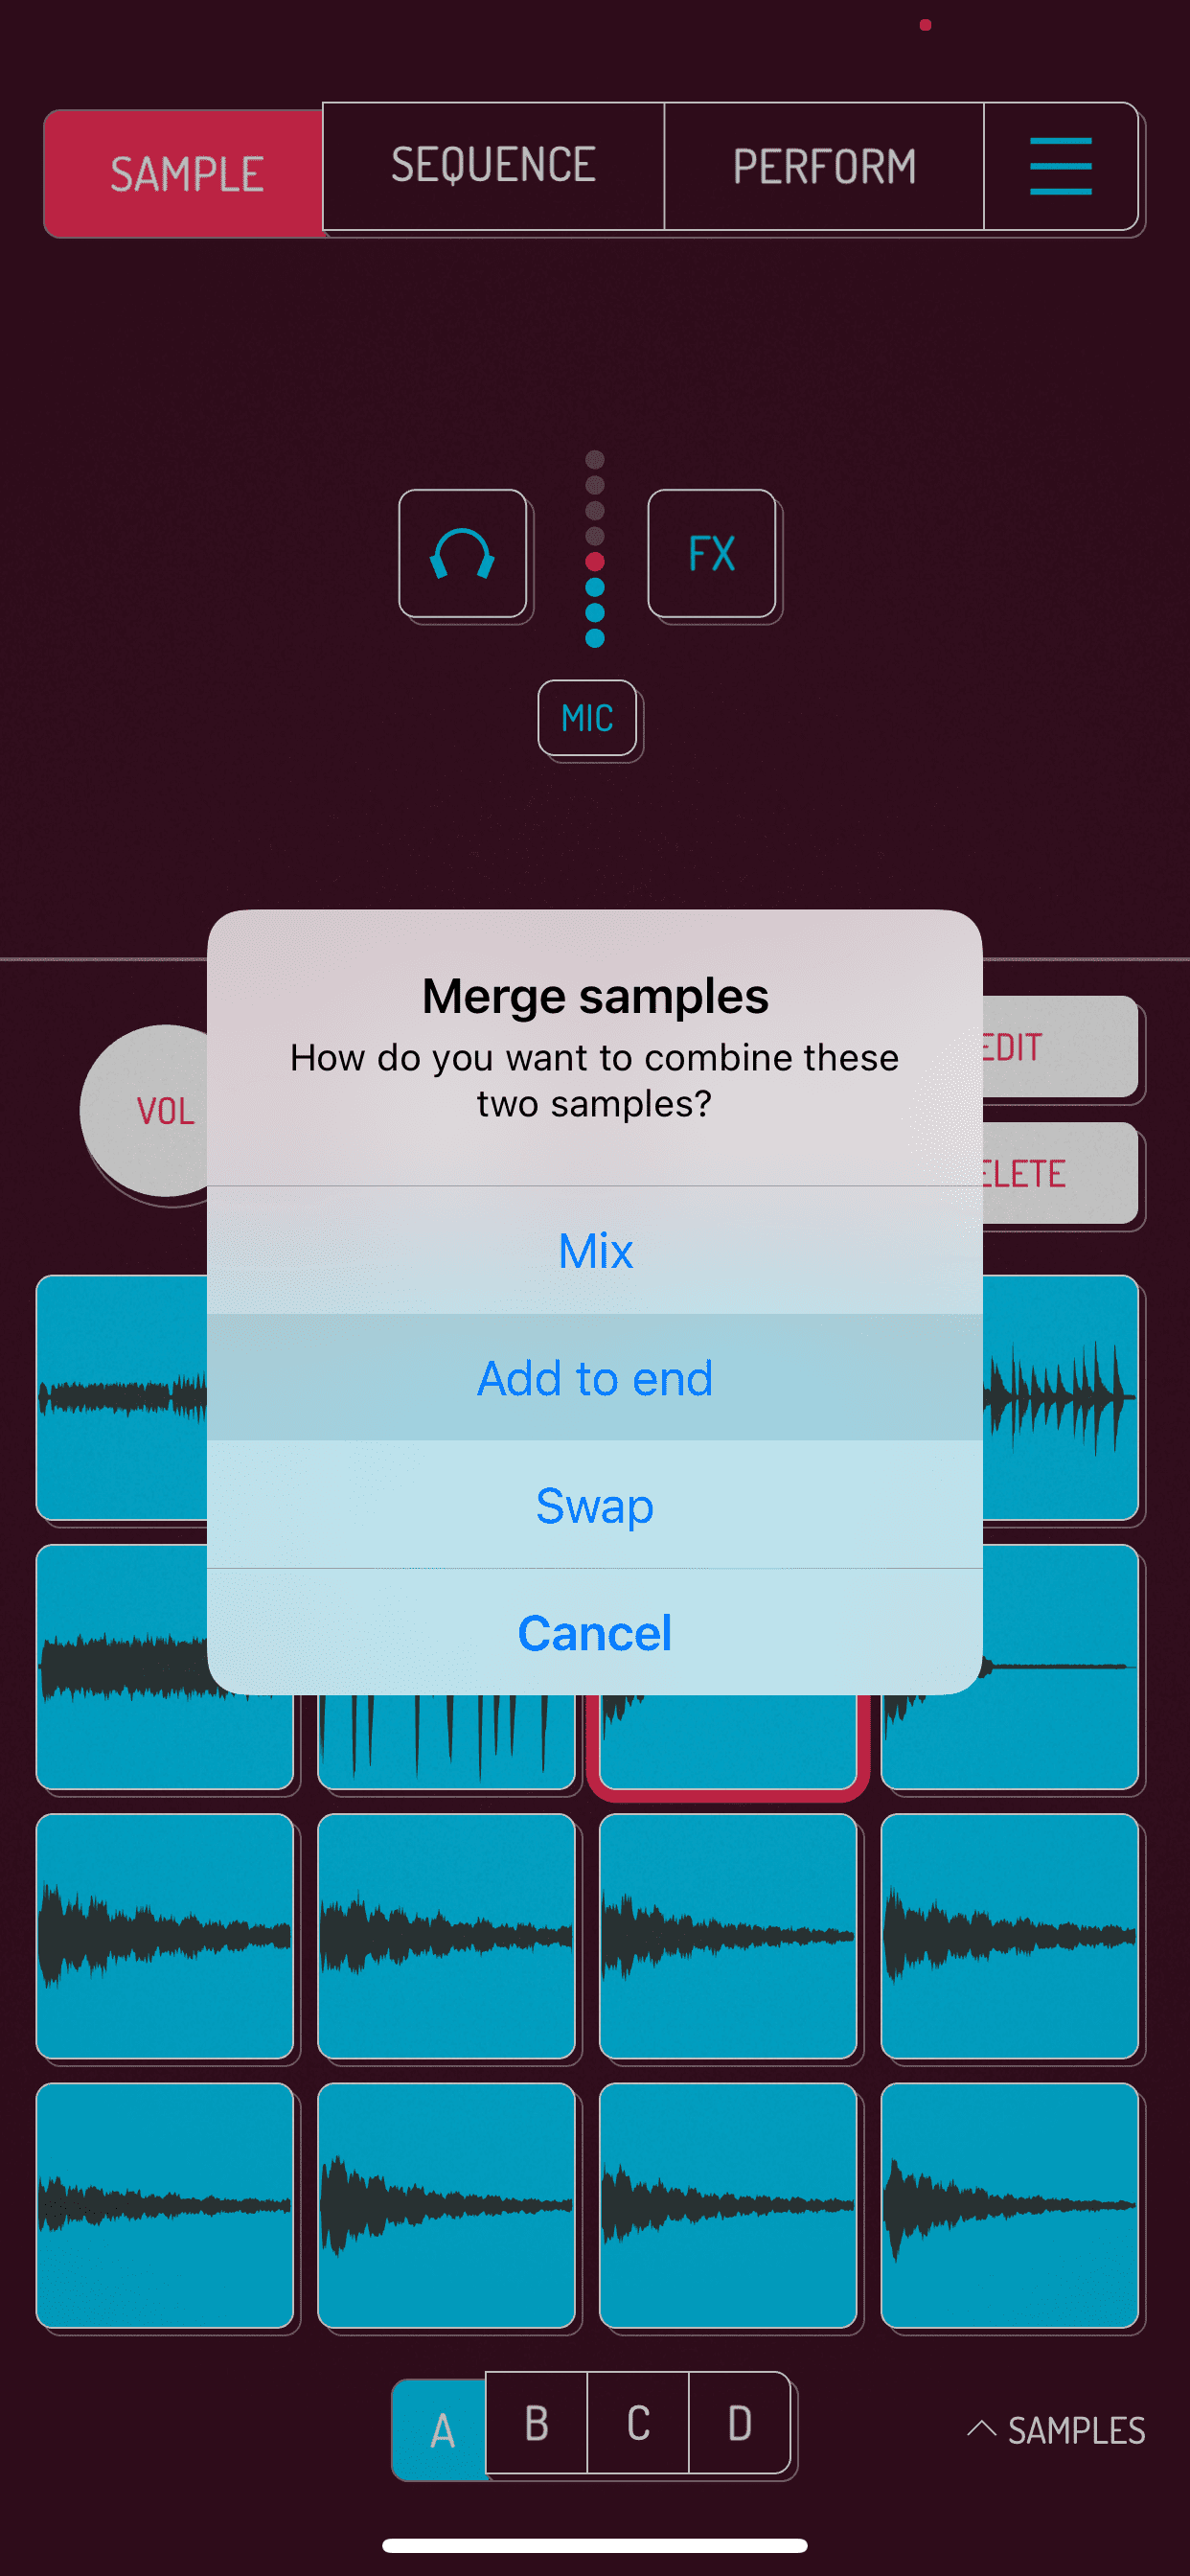 SAMPLE
SEQUENCE
PERFORM
FX
MIC
Merge samples
How do you want to combine these
two samples?
VOL
EDIT
ELETE
Mix
Add to end
Swap
Cancel
A
B
C
D
SAMPLES